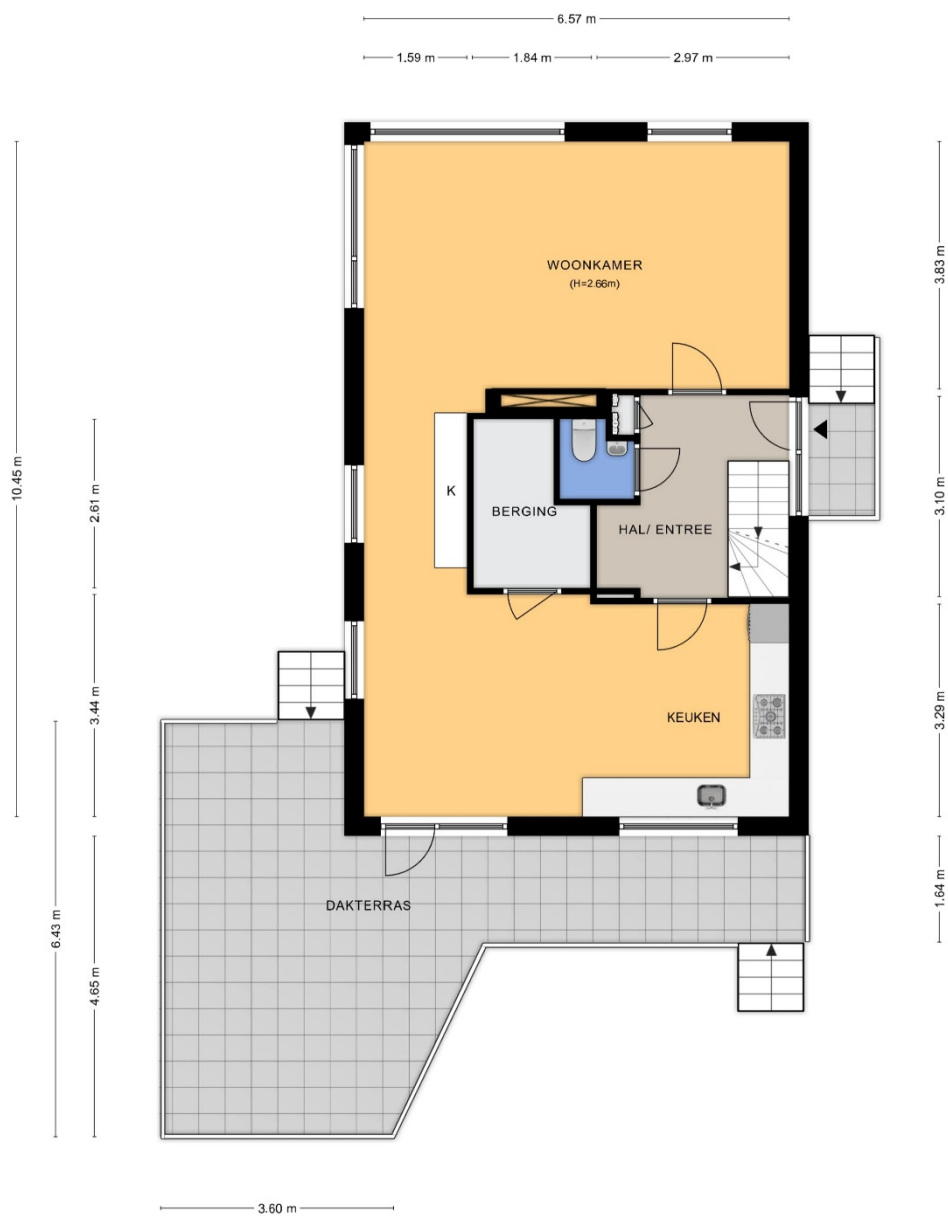 6.57 m
1.59 m
1.84 m
2.97 m
WOONKAMER
(H=2.66m)
3.83 m
10.45 m
2.61 m
K
BERGING
HAL/ ENTREE
3.10 m
3.44 m
KEUKEN
3.29 m
DAKTERRAS
1.64 m
6.43 m
4.65 m
3.60 m